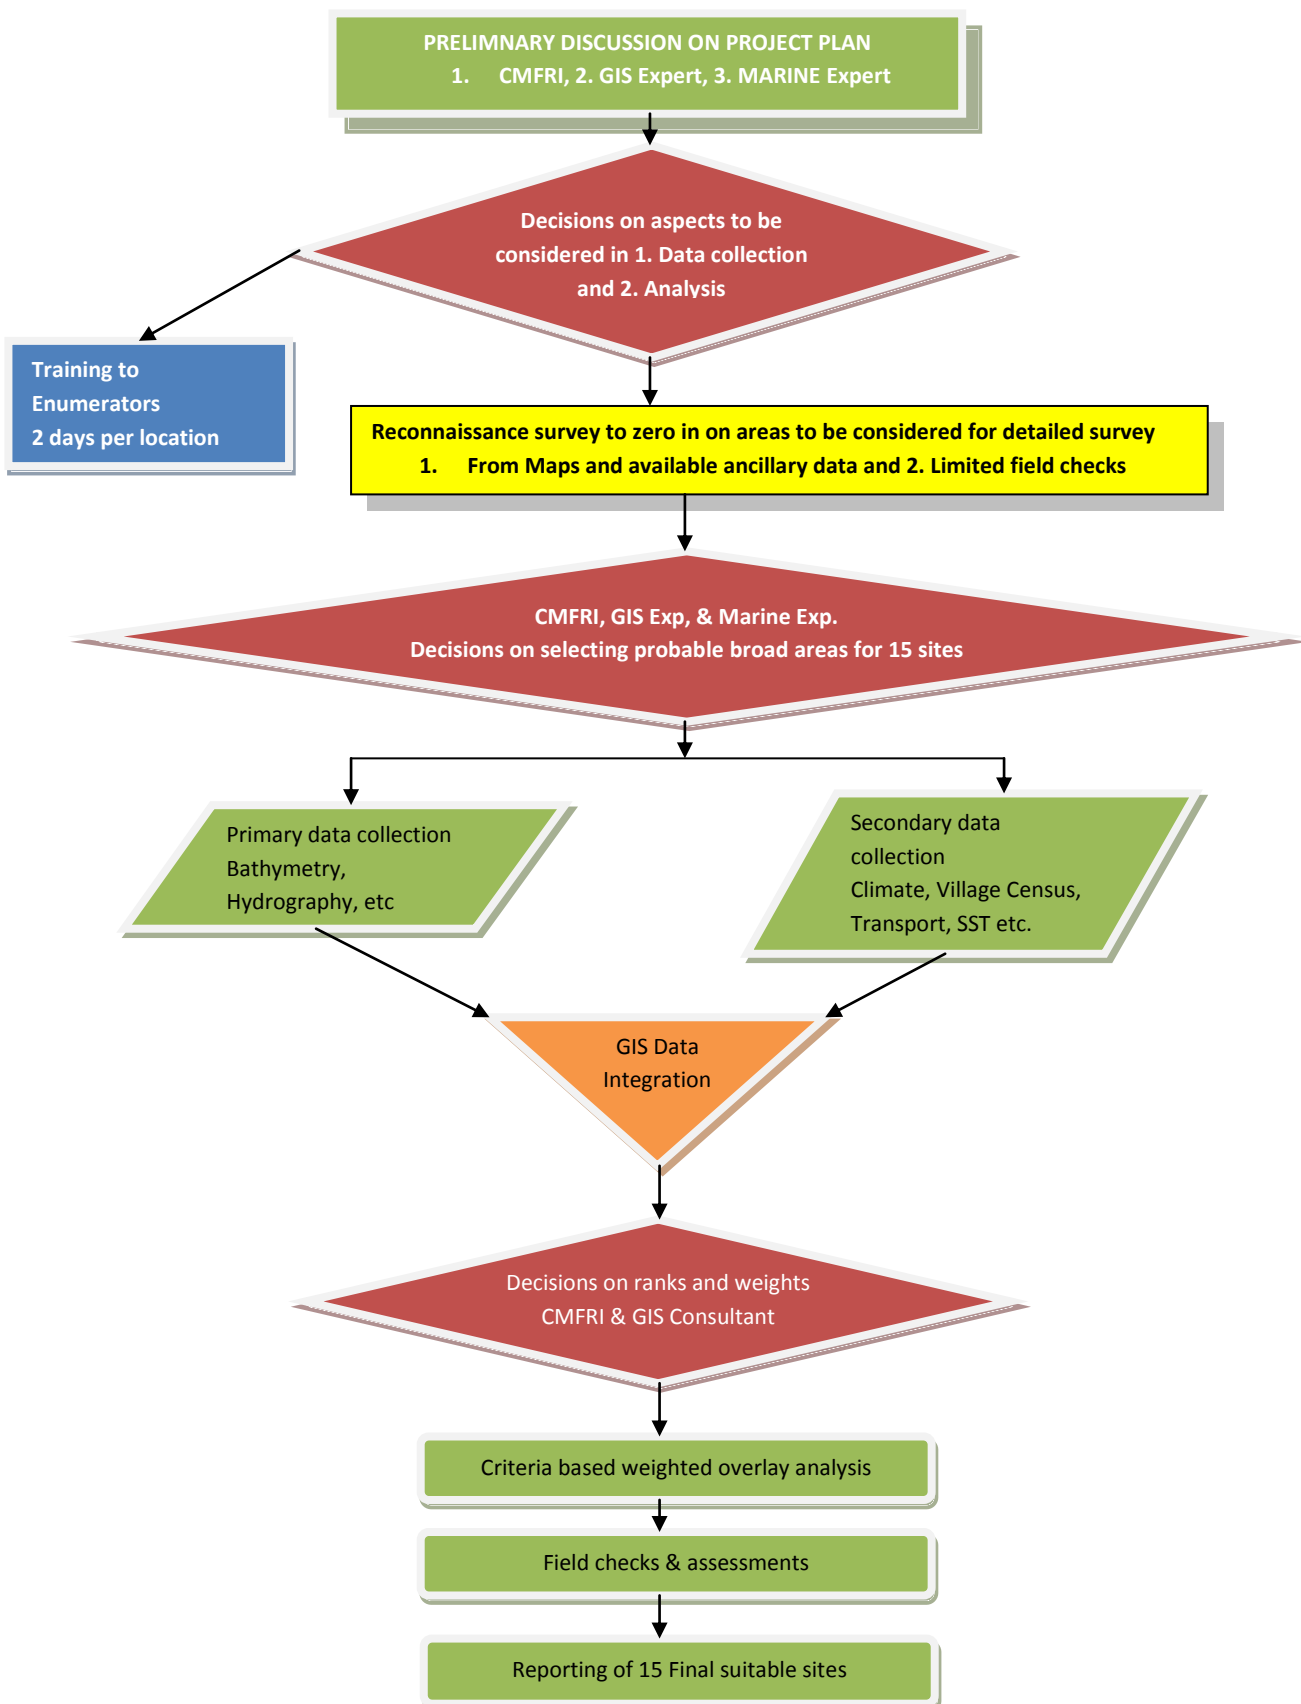 PRELIMNARY DISCUSSION ON PROJECT PLAN
1. CMFRI, 2. GIS Expert, 3. MARINE Expert
Decisions on aspects to be
considered in 1. Data collection
and 2. Analysis
Training to
Enumerators
2 days per location
Reconnaissance survey to zero in on areas to be considered for detailed survey
1. From Maps and available ancillary data and 2. Limited field checks
CMFRI, GIS Exp, & Marine Exp.
Decisions on selecting probable broad areas for 15 sites
Primary data collection
Bathymetry,
Hydrography, etc
Secondary data
collection
Climate, Village Census,
Transport, SST etc.
GIS Data
Integration
Decisions on ranks and weights
CMFRI & GIS Consultant
Criteria based weighted overlay analysis
Field checks & assessments
Reporting of 15 Final suitable sites